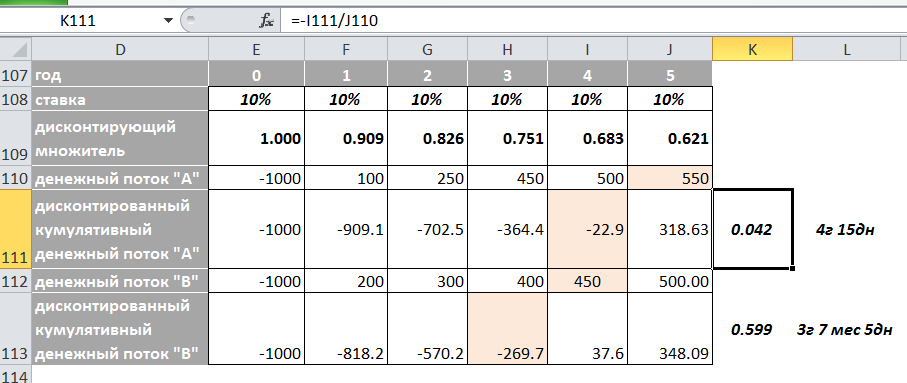 K111 fx =-I111/J110
D E F G H I J K L
107 год 0 1 2 3 4 5
108 ставка 10% 10% 10% 10% 10% 10%
дисконтирующий
109 множитель 1.000 0.909 0.826 0.751 0.683 0.621
110 денежный поток "А" -1000 100 250 450 500 550
дисконтированный
кумулятивный -1000 -909.1 -702.5 -364.4 -22.9 318.63 0.042 4г 15дн
111 денежный поток "А"
112 денежный поток "В" -1000 200 300 400 450 500.00
дисконтированный
кумулятивный 0.599 3г 7 мес 5дн
113 денежный поток "В" -1000 -818.2 -570.2 -269.7 37.6 348.09
114